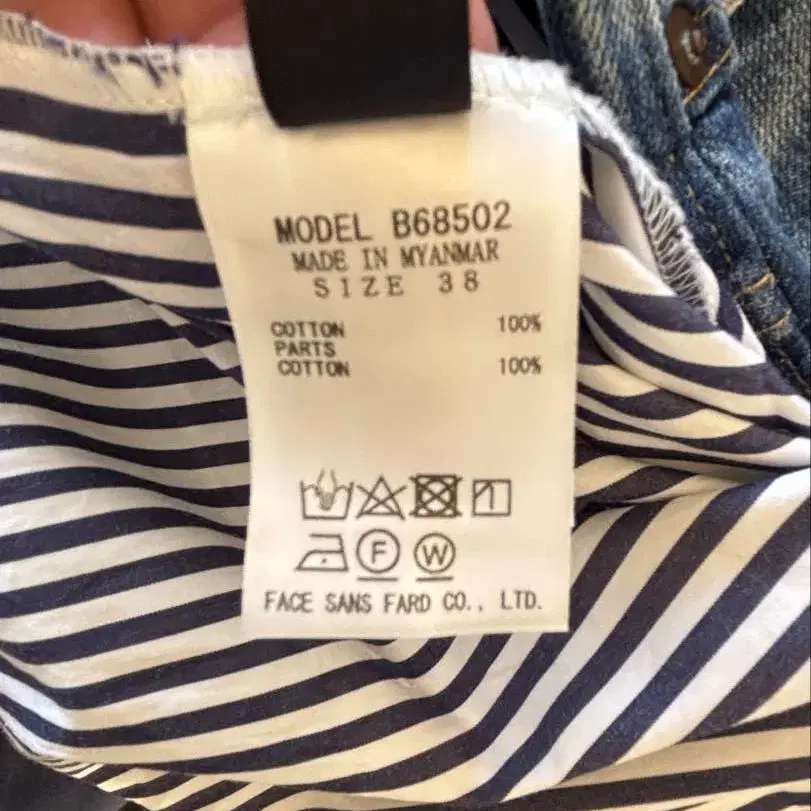 MODEL B68502
MADE IN MYANMAR
SIZE 38
COTTON 100%
PARTS
COTTON 100%
F W
FACE SANS FARD CO., LTD.